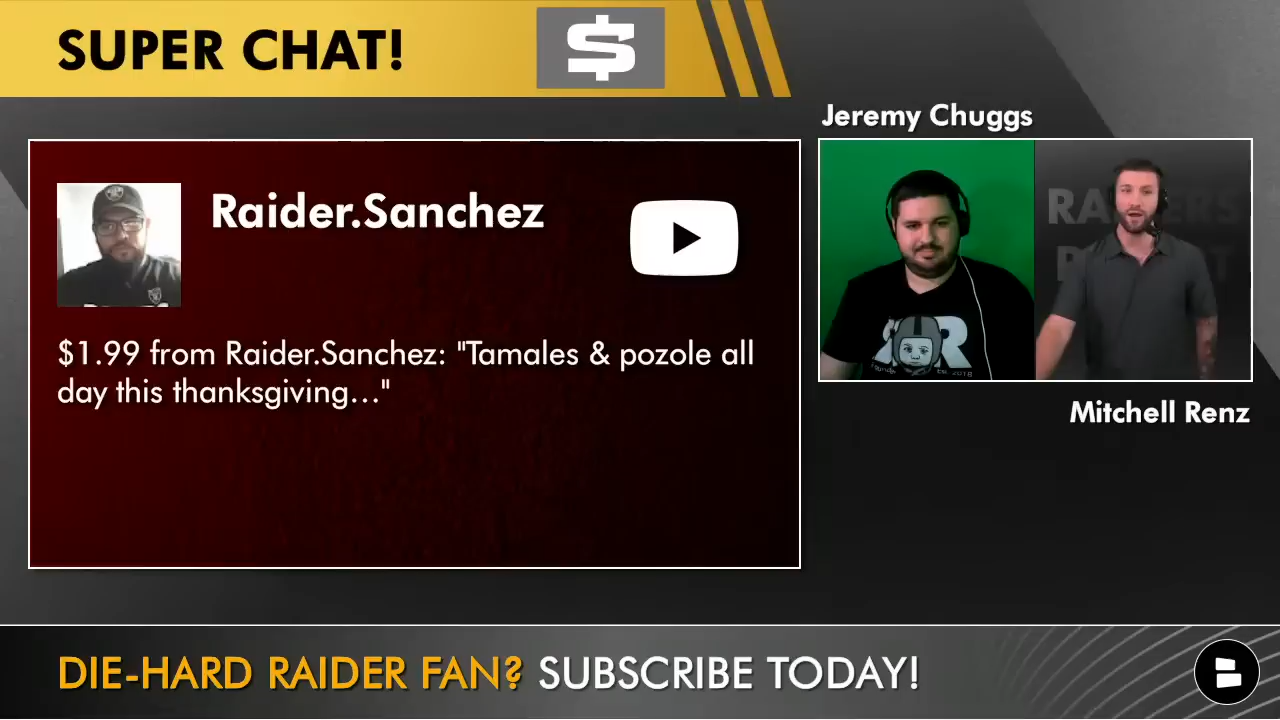 SUPER CHAT!
$
Jeremy Chuggs
Raider.Sanchez
$1.99 from Raider.Sanchez: "Tamales & pozole all
day this thanksgiving..."
Mitchell Renz
DIE-HARD RAIDER FAN? SUBSCRIBE TODAY!